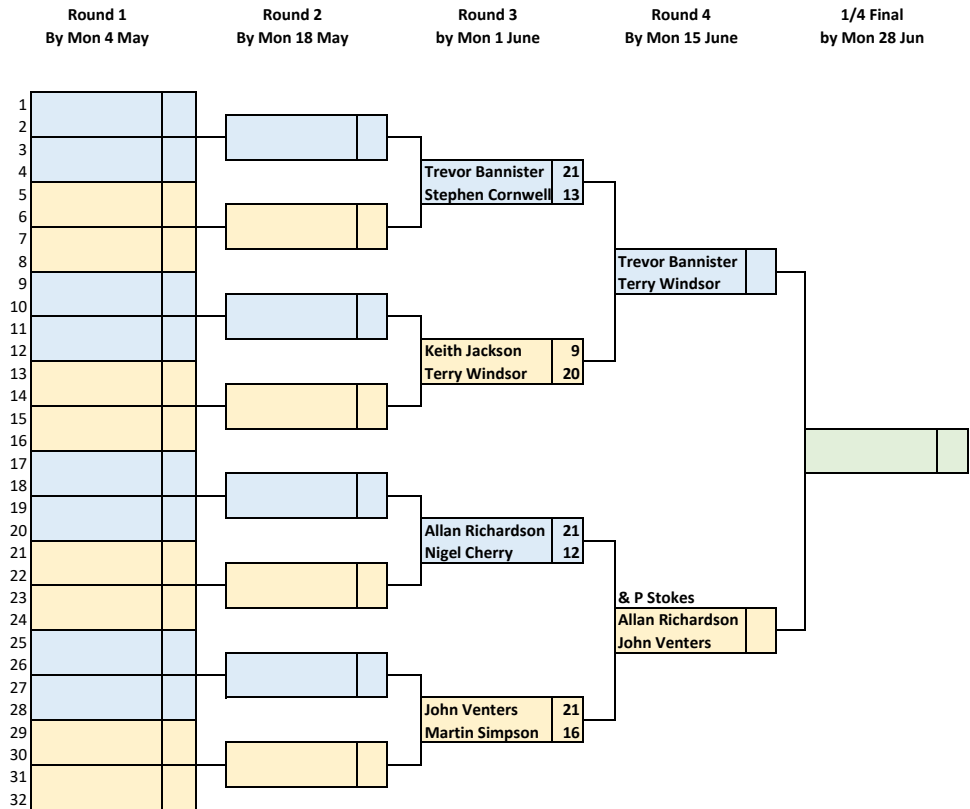 Round 1 Round 2 Round 3 Round 4 1/4 Final
By Mon 4 May By Mon 18 May by Mon 1 June By Mon 15 June by Mon 28 Jun
1
2
3
4 Trevor Bannister 21
5 Stephen Cornwell 13
6
7
8 Trevor Bannister
9 Terry Windsor
10
11
12 Keith Jackson 9
13 Terry Windsor 20
14
15
16
17
18
19
20 Allan Richardson 21
21 Nigel Cherry 12
22
23 & P Stokes
24 Allan Richardson
25 John Venters
26
27
28 John Venters 21
29 Martin Simpson 16
30
31
32